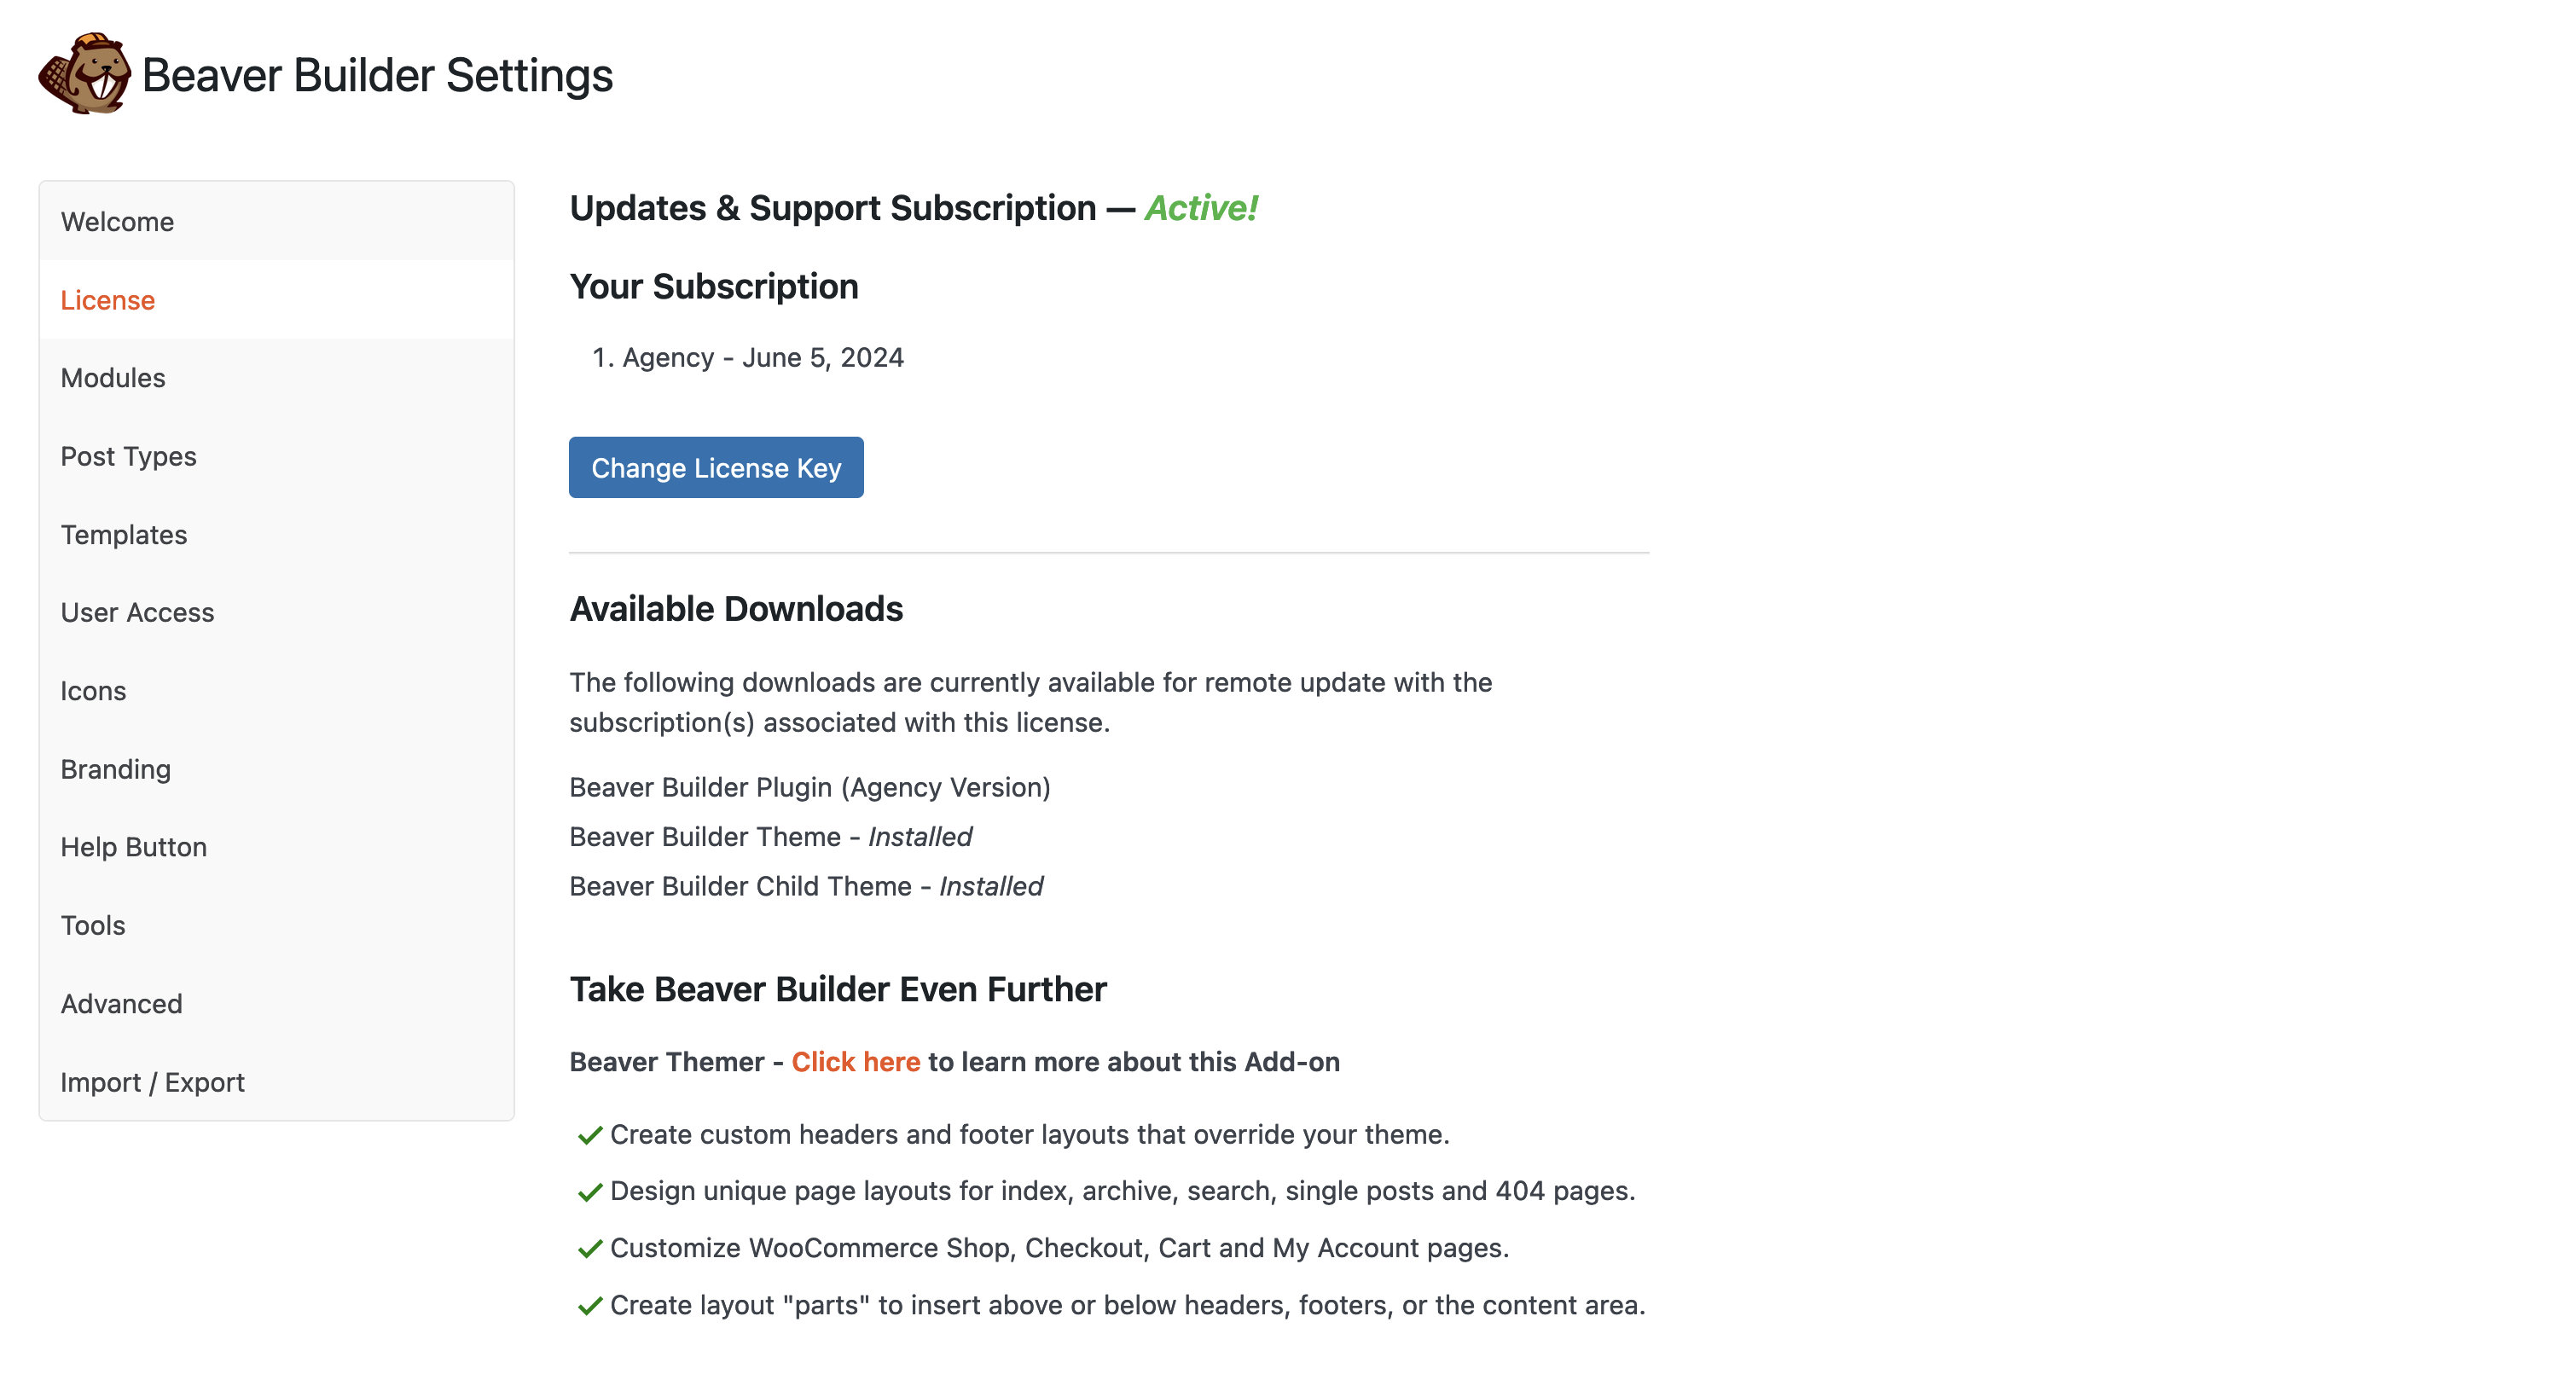 Beaver Builder Settings
Welcome
License
Modules
Post Types
Templates
User Access
Icons
Branding
Help Button
Tools
Advanced
Import / Export
Updates & Support Subscription — Active!
Your Subscription
1. Agency - June 5, 2024
Change License Key
Available Downloads
The following downloads are currently available for remote update with the
subscription(s) associated with this license.
Beaver Builder Plugin (Agency Version)
Beaver Builder Theme - Installed
Beaver Builder Child Theme - Installed
Take Beaver Builder Even Further
Beaver Themer - Click here to learn more about this Add-on
Create custom headers and footer layouts that override your theme.
Design unique page layouts for index, archive, search, single posts and 404 pages.
Customize WooCommerce Shop, Checkout, Cart and My Account pages.
Create layout "parts" to insert above or below headers, footers, or the content area.